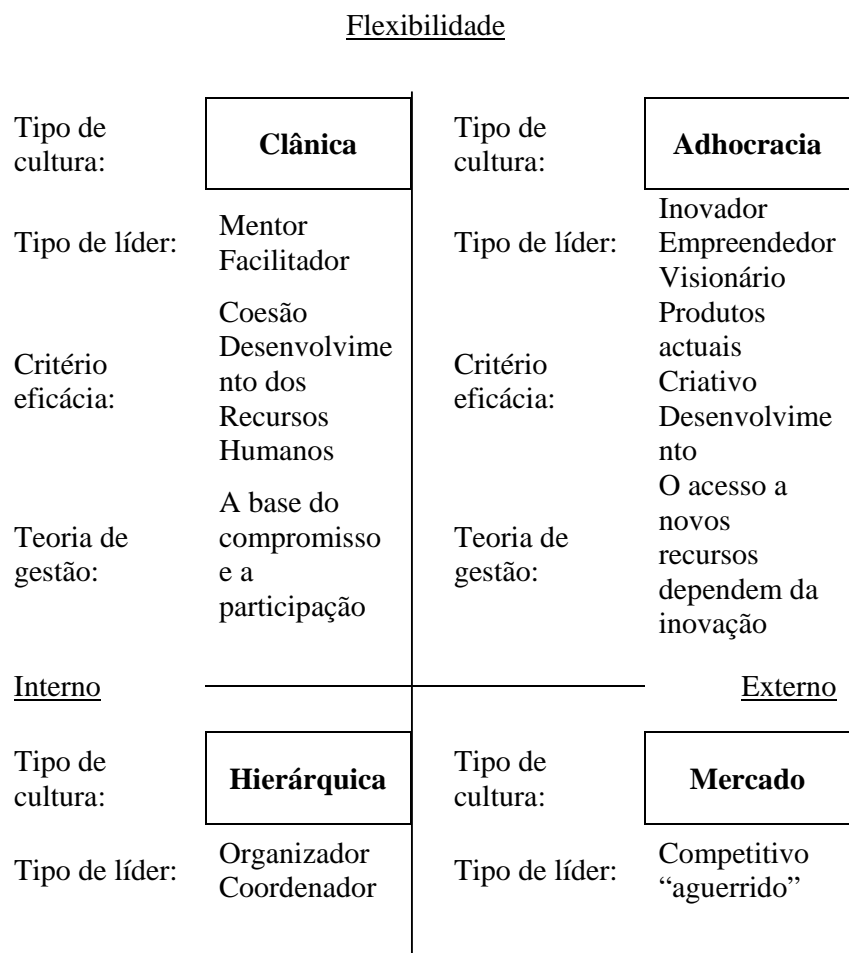 Flexibilidade
Tipo de
cultura:
Clânica
Tipo de
cultura:
Adhocracia
Tipo de líder:
Mentor
Facilitador
Tipo de líder:
Inovador
Empreendedor
Visionário
Critério
eficácia:
Coesão
Desenvolvime
nto dos
Recursos
Humanos
Critério
eficácia:
Produtos
actuais
Criativo
Desenvolvime
nto
Teoria de
gestão:
A base do
compromisso
e a
participação
Teoria de
gestão:
O acesso a
novos
recursos
dependem da
inovação
Interno
Externo
Tipo de
cultura:
Hierárquica
Tipo de
cultura:
Mercado
Tipo de líder:
Organizador
Coordenador
Tipo de líder:
Competitivo
“aguerrido”